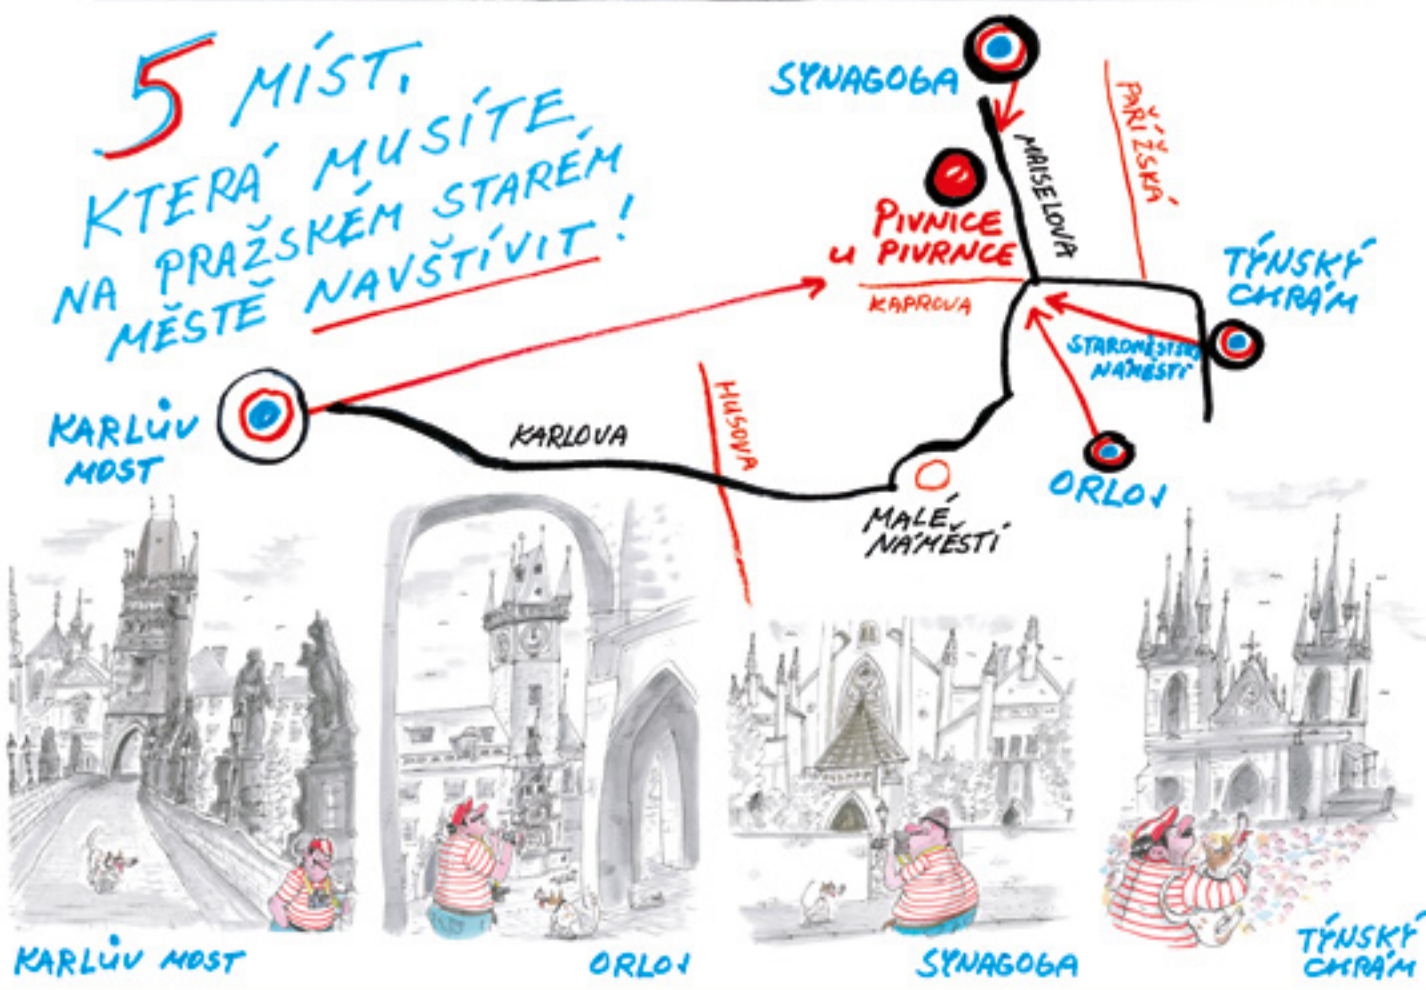 5 MÍST,
KTERÁ MUSÍTE
NA PRAŽSKÉM STARÉM
MĚSTĚ NAVŠTÍVIT!
SYNAGOGA
PAŘÍŽSKÁ
MAISELOVA
PIVNICE
U PIVRNCE
KAPROVA
TÝNSKÝ
CHRÁM
STAROMĚSTSKÉ
NÁMĚSTÍ
KARLŮV
MOST
KARLOVA
HUSOVA
MALÉ
NÁMĚSTÍ
ORLOJ
KARLŮV MOST
ORLOJ
SYNAGOGA
TÝNSKÝ
CHRÁM